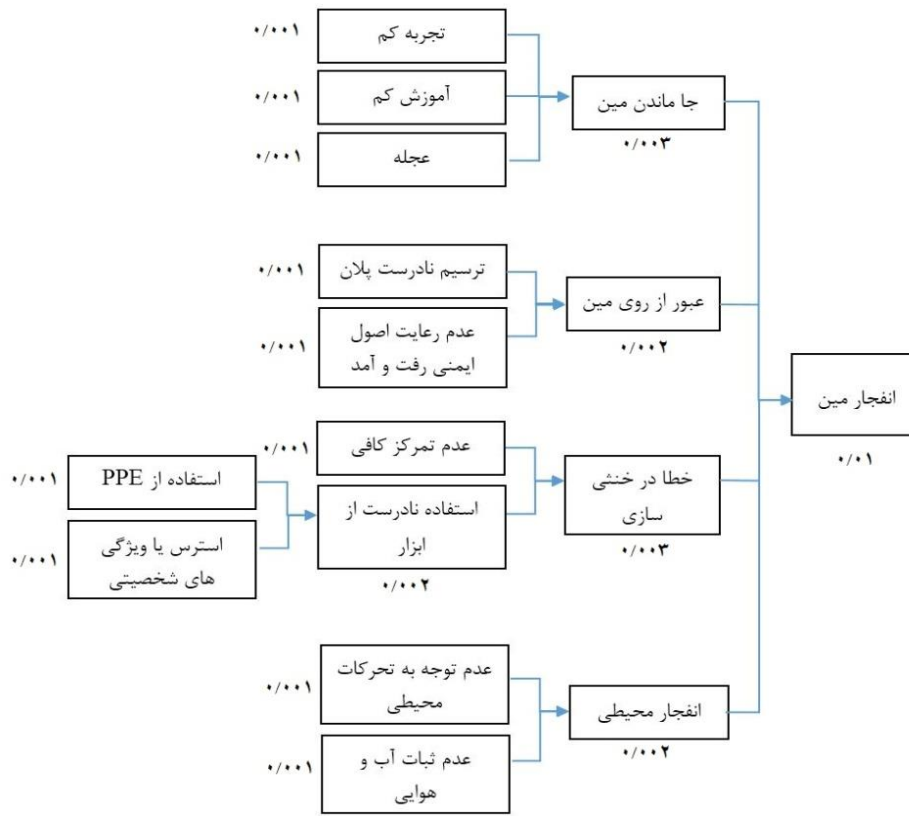 تجربه کم
۰/۰۰۱
آموزش کم
۰/۰۰۱
عجله
۰/۰۰۱
جا ماندن مین
۰/۰۰۳
ترسیم نادرست پلان
۰/۰۰۱
عدم رعایت اصول
ایمنی رفت و آمد
۰/۰۰۱
عبور از روی مین
۰/۰۰۲
انفجار مین
۰/۰۱
عدم تمرکز کافی
۰/۰۰۱
استفاده نادرست از
ابزار
۰/۰۰۲
خطا در خنثی
سازی
۰/۰۰۳
استفاده از PPE
۰/۰۰۱
استرس یا ویژگی
های شخصیتی
۰/۰۰۱
عدم توجه به تحرکات
محیطی
۰/۰۰۱
عدم ثبات آب و
هوایی
۰/۰۰۱
انفجار محیطی
۰/۰۰۲